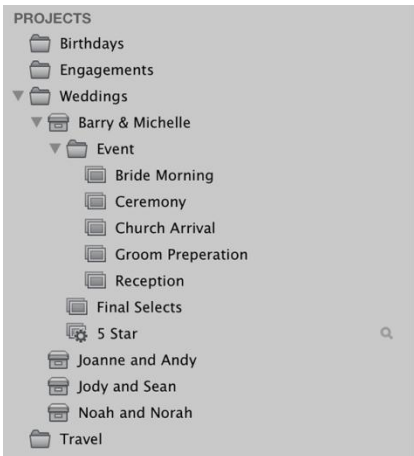 PROJECTS
Birthdays
Engagements
Weddings
Barry & Michelle
Event
Bride Morning
Ceremony
Church Arrival
Groom Preperation
Reception
Final Selects
5 Star
Joanne and Andy
Jody and Sean
Noah and Norah
Travel